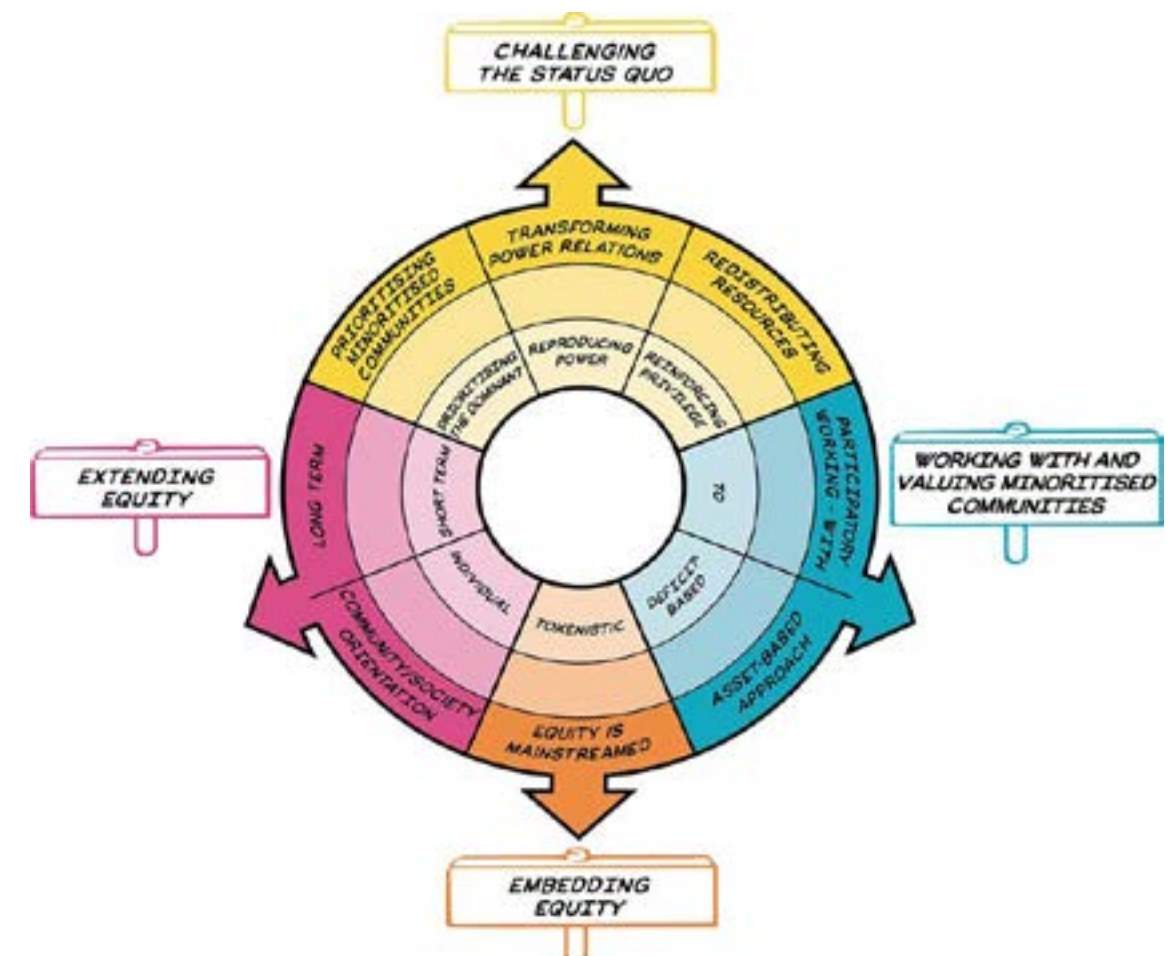 CHALLENGING
THE STATUS QUO
TRANSFORMING
POWER RELATIONS
PRIORITISING
MINORITISED
COMMUNITIES
REDISTRIBUTING
RESOURCES
REPRODUCING
POWER
PRIORITISING
THE DOMINANT
REINFORCING
PRIVILEGE
EXTENDING
EQUITY
LONG TERM
SHORT TERM
TO
PARTICIPATORY
WORKING - WITH
WORKING WITH AND
VALUING MINORITISED
COMMUNITIES
INDIVIDUAL
DEFICIT-
BASED
TOKENISTIC
COMMUNITY/SOCIETY
ORIENTATION
ASSET-BASED
APPROACH
EQUITY IS
MAINSTREAMED
EMBEDDING
EQUITY